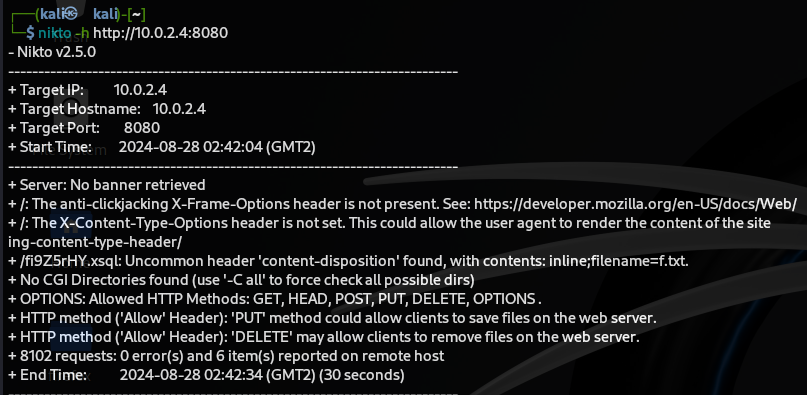 (kali㉿kali)-[~]
$ nikto -h http://10.0.2.4:8080
- Nikto v2.5.0
---------------------------------------------------------------------------
+ Target IP: 10.0.2.4
+ Target Hostname: 10.0.2.4
+ Target Port: 8080
+ Start Time: 2024-08-28 02:42:04 (GMT2)
---------------------------------------------------------------------------
+ Server: No banner retrieved
+ /: The anti-clickjacking X-Frame-Options header is not present. See: https://developer.mozilla.org/en-US/docs/Web/
+ /: The X-Content-Type-Options header is not set. This could allow the user agent to render the content of the site
ing-content-type-header/
+ /fi9Z5rHY.xsql: Uncommon header 'content-disposition' found, with contents: inline;filename=f.txt.
+ No CGI Directories found (use '-C all' to force check all possible dirs)
+ OPTIONS: Allowed HTTP Methods: GET, HEAD, POST, PUT, DELETE, OPTIONS .
+ HTTP method ('Allow' Header): 'PUT' method could allow clients to save files on the web server.
+ HTTP method ('Allow' Header): 'DELETE' may allow clients to remove files on the web server.
+ 8102 requests: 0 error(s) and 6 item(s) reported on remote host
+ End Time: 2024-08-28 02:42:34 (GMT2) (30 seconds)
---------------------------------------------------------------------------